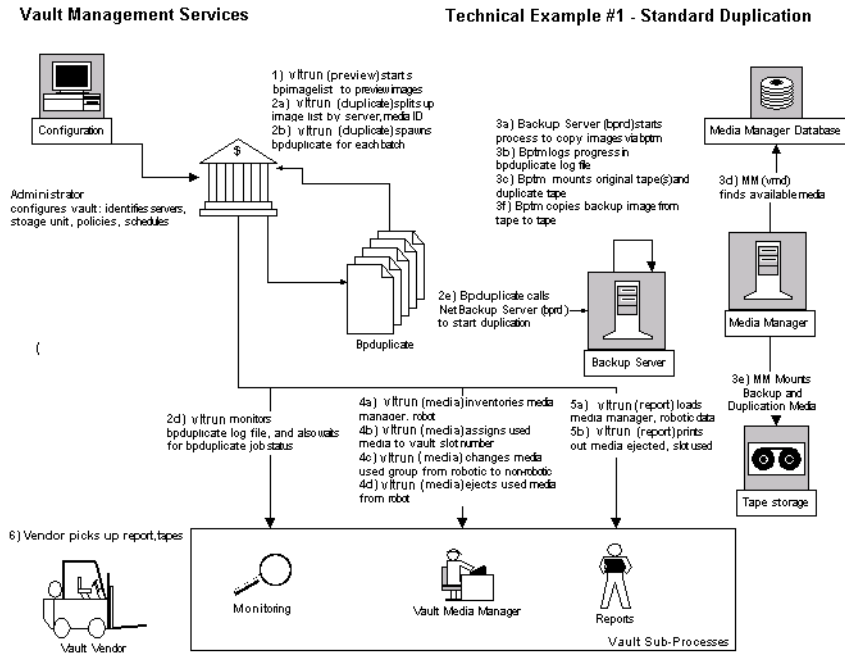 Vault Management Services
Technical Example #1 - Standard Duplication
1) vltrun (preview) starts
bpimagelist to preview images
2a) vltrun (duplicate) splits up
image list by server, media ID
2b) vltrun (duplicate) spawns
bpduplicate for each batch
Configuration
$
Administrator
configures vault: identifies servers,
stoage unit, policies, schedules
3a) Backup Server (bprd) starts
process to copy images via bptm
3b) Bptm logs progress in
bpduplicate log file
3c) Bptm mounts original tape(s) and
duplicate tape
3f) Bptm copies backup image from
tape to tape
Media Manager Database
3d) MM (vmd)
finds available media
2e) Bpduplicate calls
NetBackup Server (bprd)
to start duplication
Bpduplicate
Backup Server
Media Manager
(
3e) MM Mounts
Backup and
Duplication Media
Tape storage
2d) vltrun monitors
bpduplicate log file, and also waits
for bpduplicate job status
4a) vltrun (media) inventories media
manager, robot
4b) vltrun (media) assigns used
media to vault slot number
4c) vltrun (media) changes media
used group from robotic to non-robotic
4d) vltrun (media) ejects used media
from robot
5a) vltrun (report) loads
media manager, robotic data
5b) vltrun (report) prints
out media ejected, slot used
6) Vendor picks up report, tapes
Vault Vendor
Monitoring
Vault Media Manager
Reports
Vault Sub-Processes